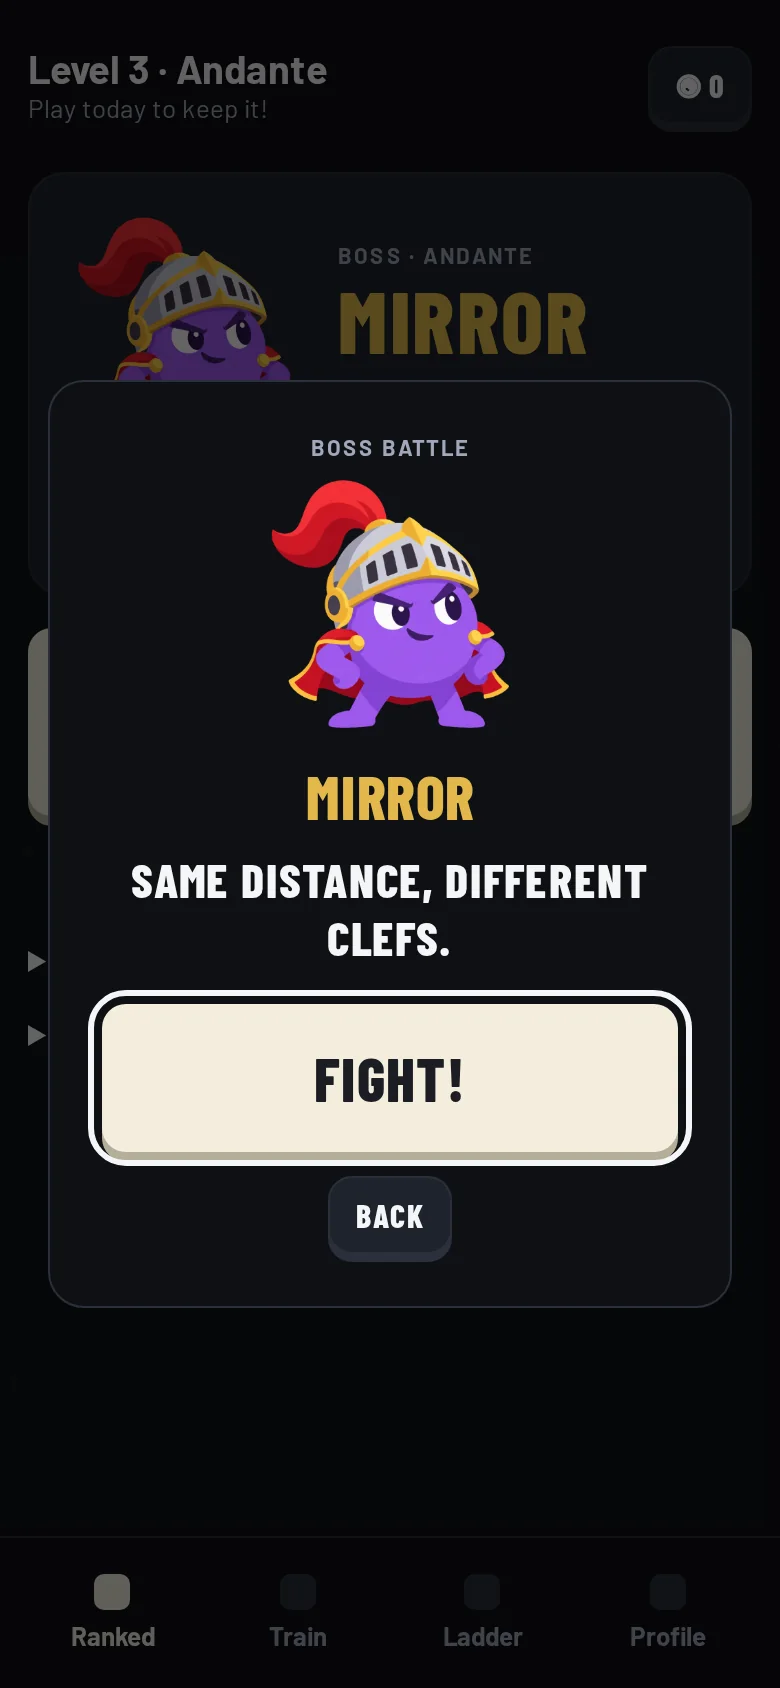 Level 3 · Andante
Play today to keep it!
0
BOSS · ANDANTE
MIRROR
BOSS BATTLE
MIRROR
SAME DISTANCE, DIFFERENT
CLEFS.
FIGHT!
BACK
Ranked
Train
Ladder
Profile